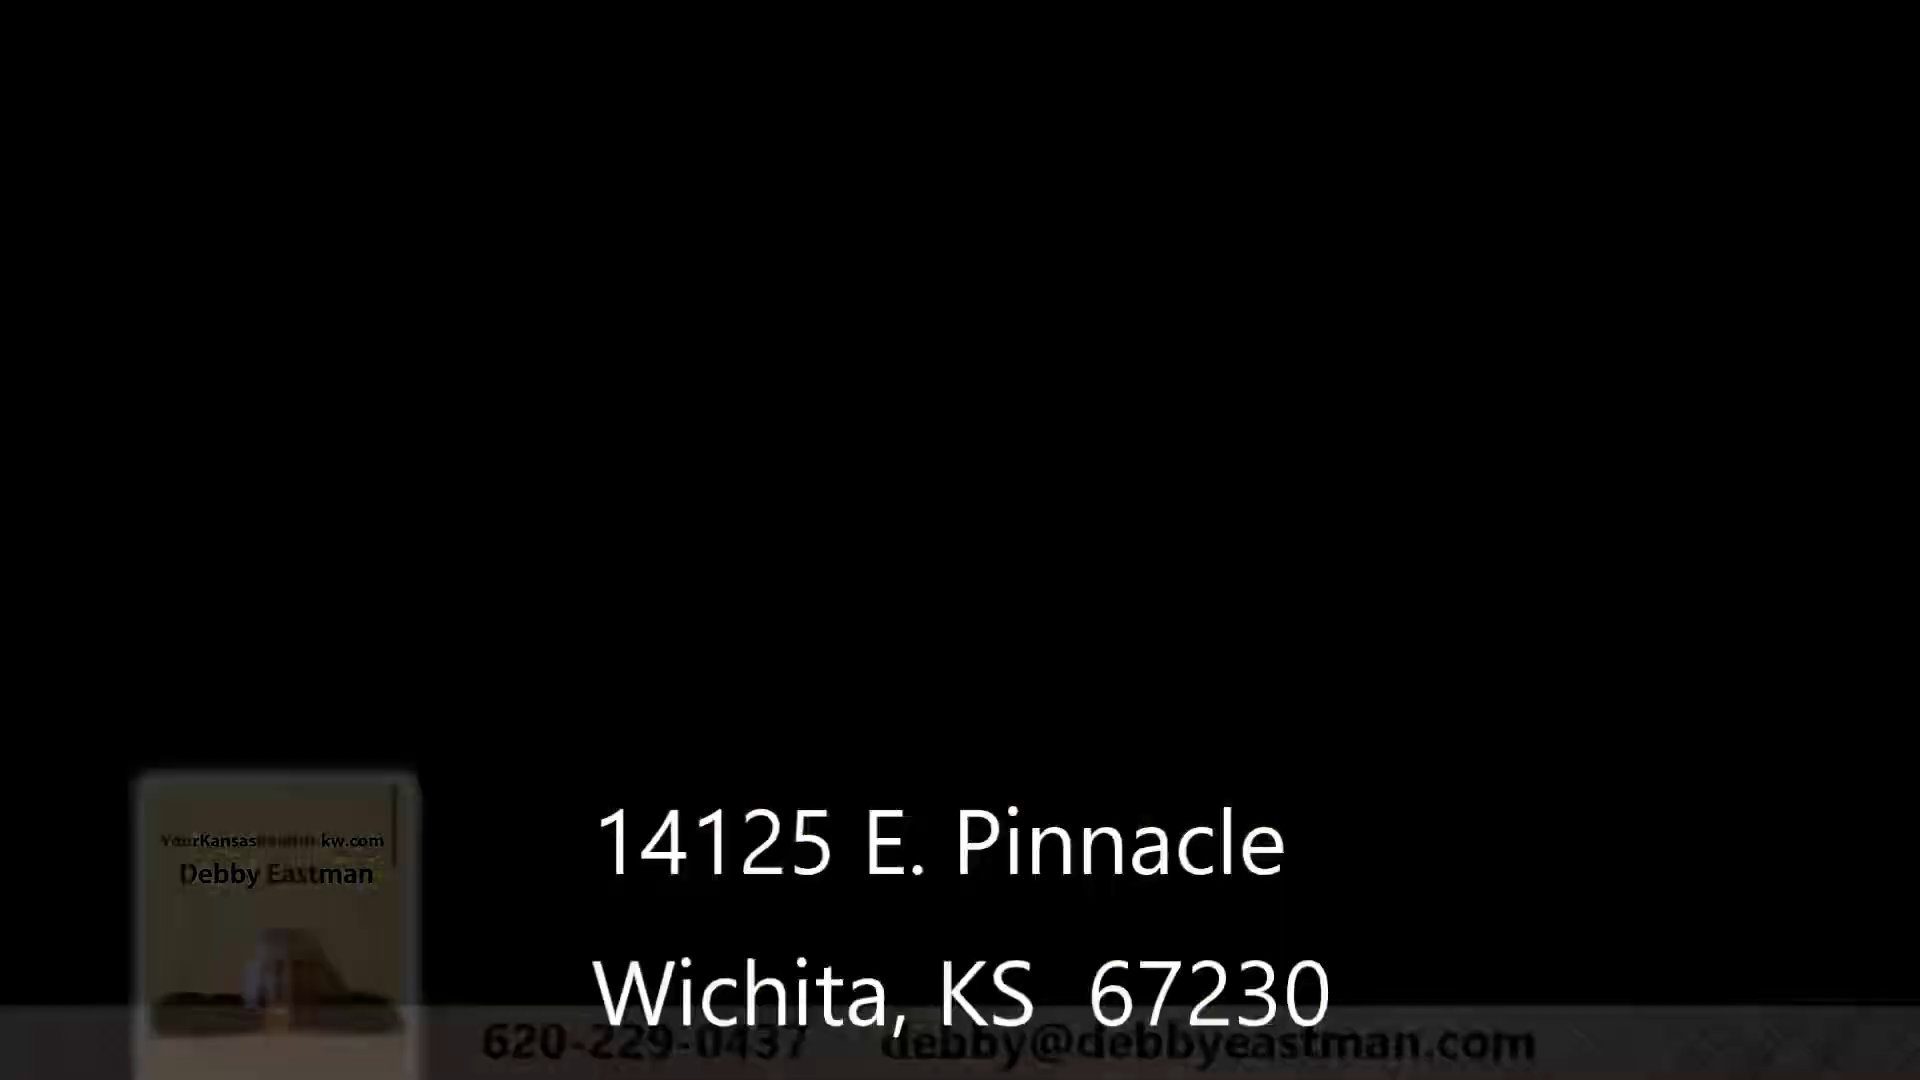 YourKansas kw.com
Debby Eastman
14125 E. Pinnacle
Wichita, KS  67230
620-229-0437 debby@debbyeastman.com